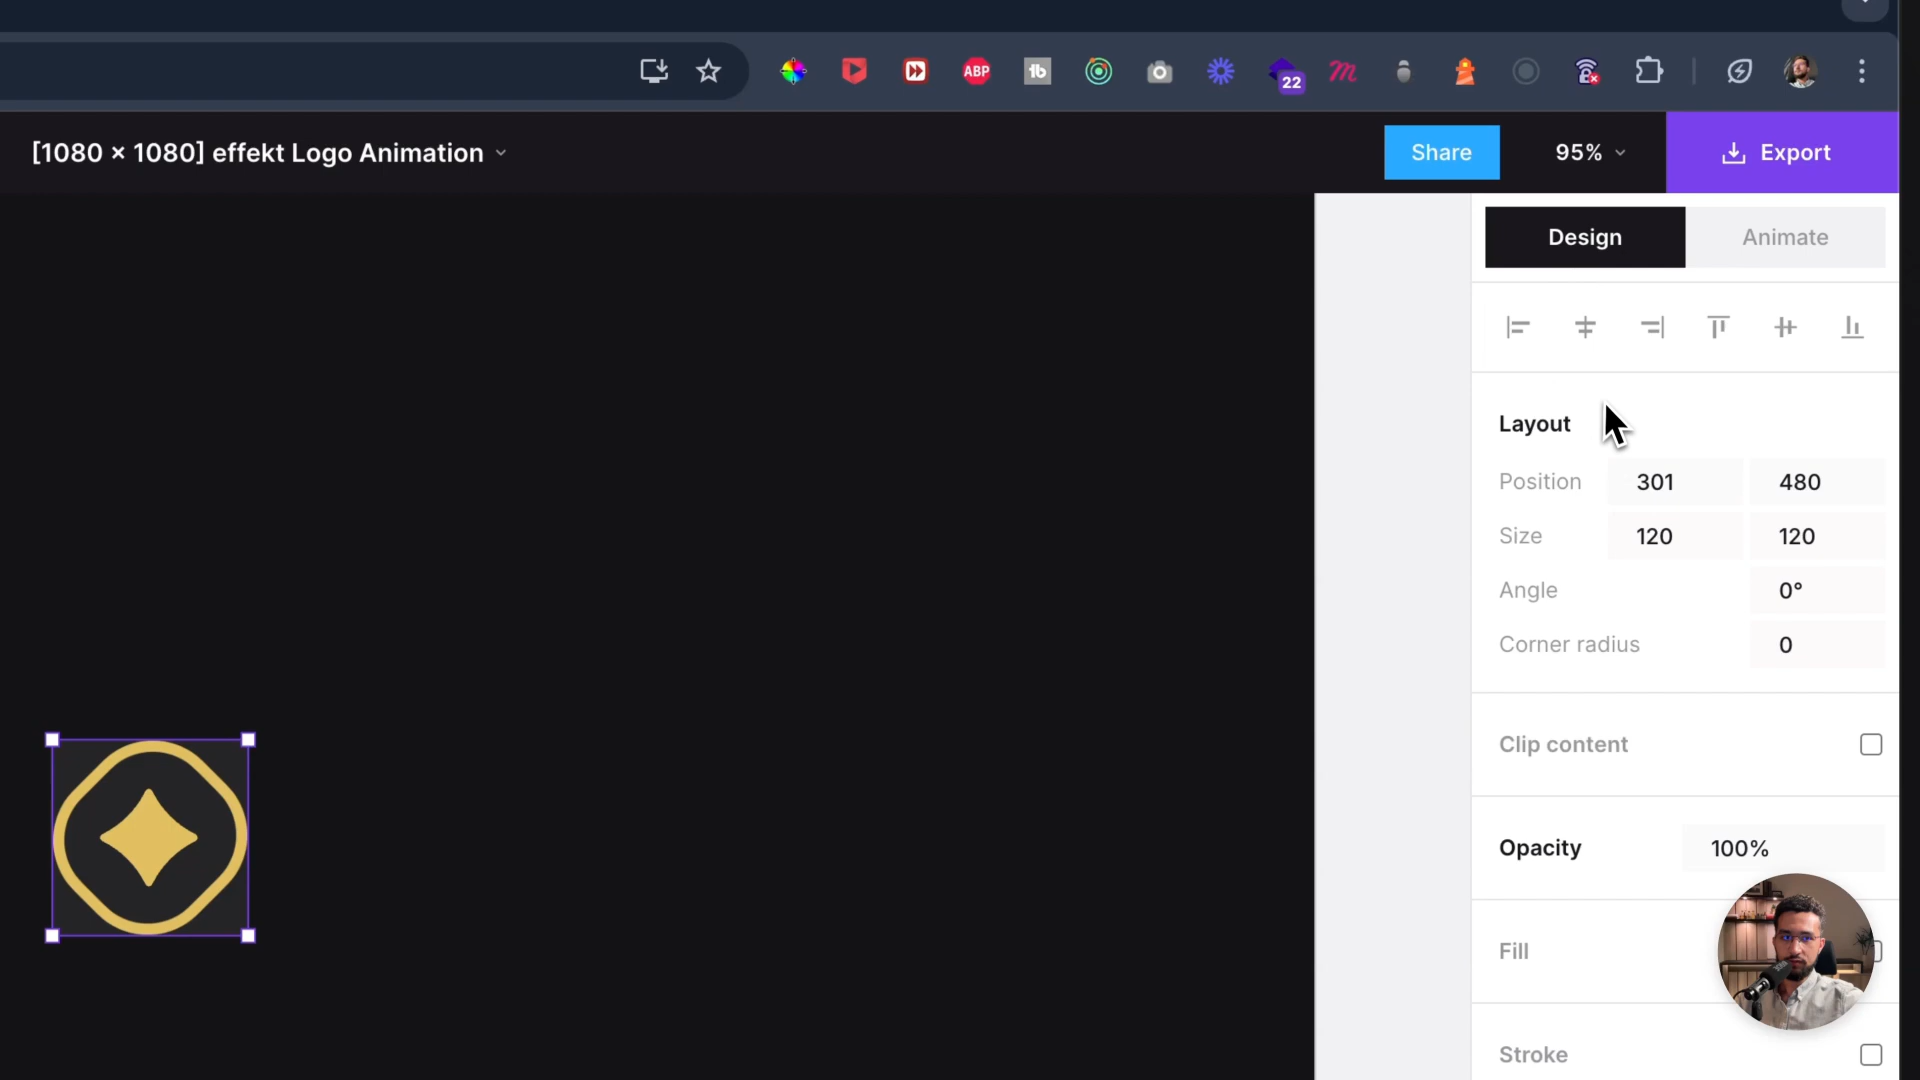 ABP
22
[1080 × 1080] effekt Logo Animation
Share
95%
Export
Design
Animate
Layout
Position 301 480
Size 120 120
Angle 0°
Corner radius 0
Clip content
Opacity 100%
Fill
Stroke